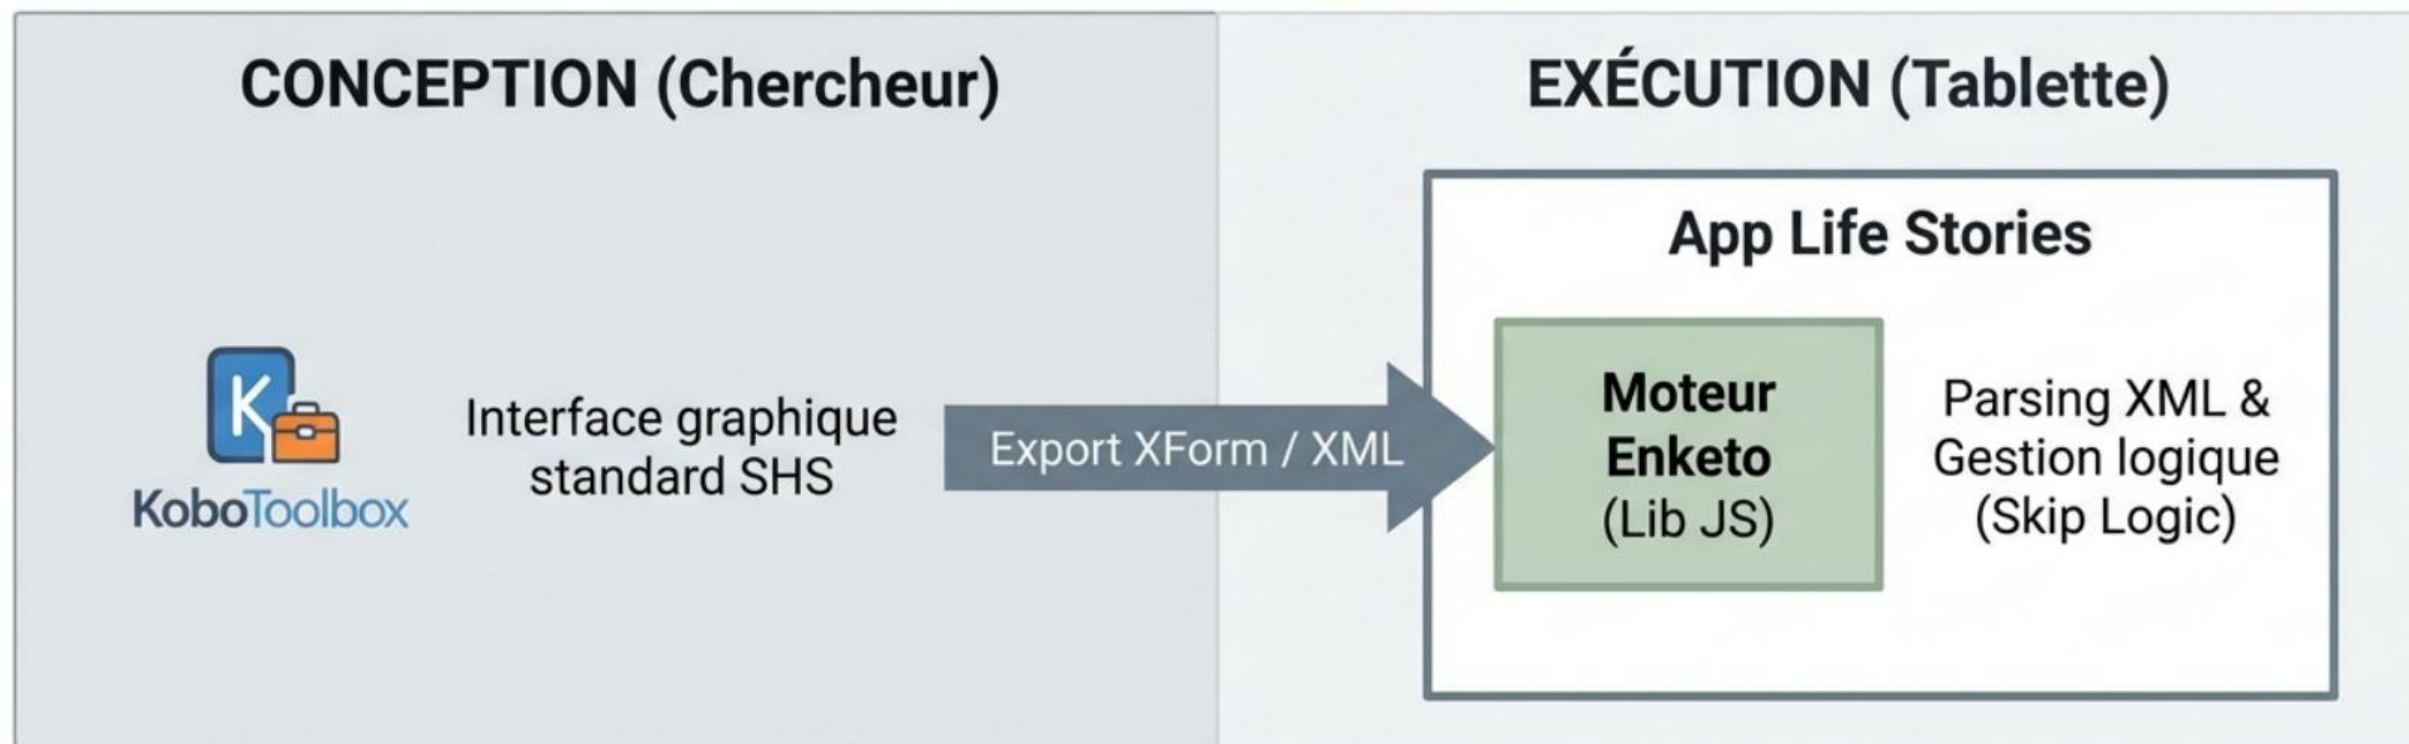 CONCEPTION (Chercheur)
K
KoboToolbox
Interface graphique
standard SHS
Export XForm / XML
EXÉCUTION (Tablette)
App Life Stories
Moteur
Enketo
(Lib JS)
Parsing XML &
Gestion logique
(Skip Logic)